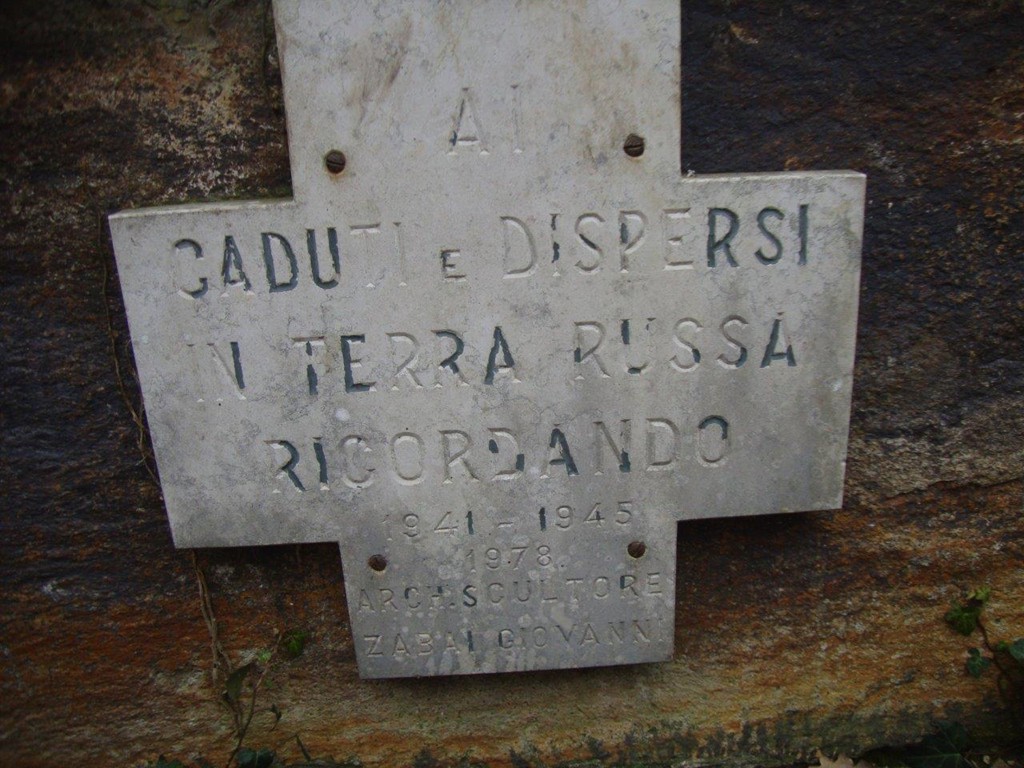 AI
CADUTI E DISPERSI
IN TERRA RUSSA
RICORDANDO
1941 - 1945
1978.
ARCH. SCULTORE
ZABAI GIOVANNI